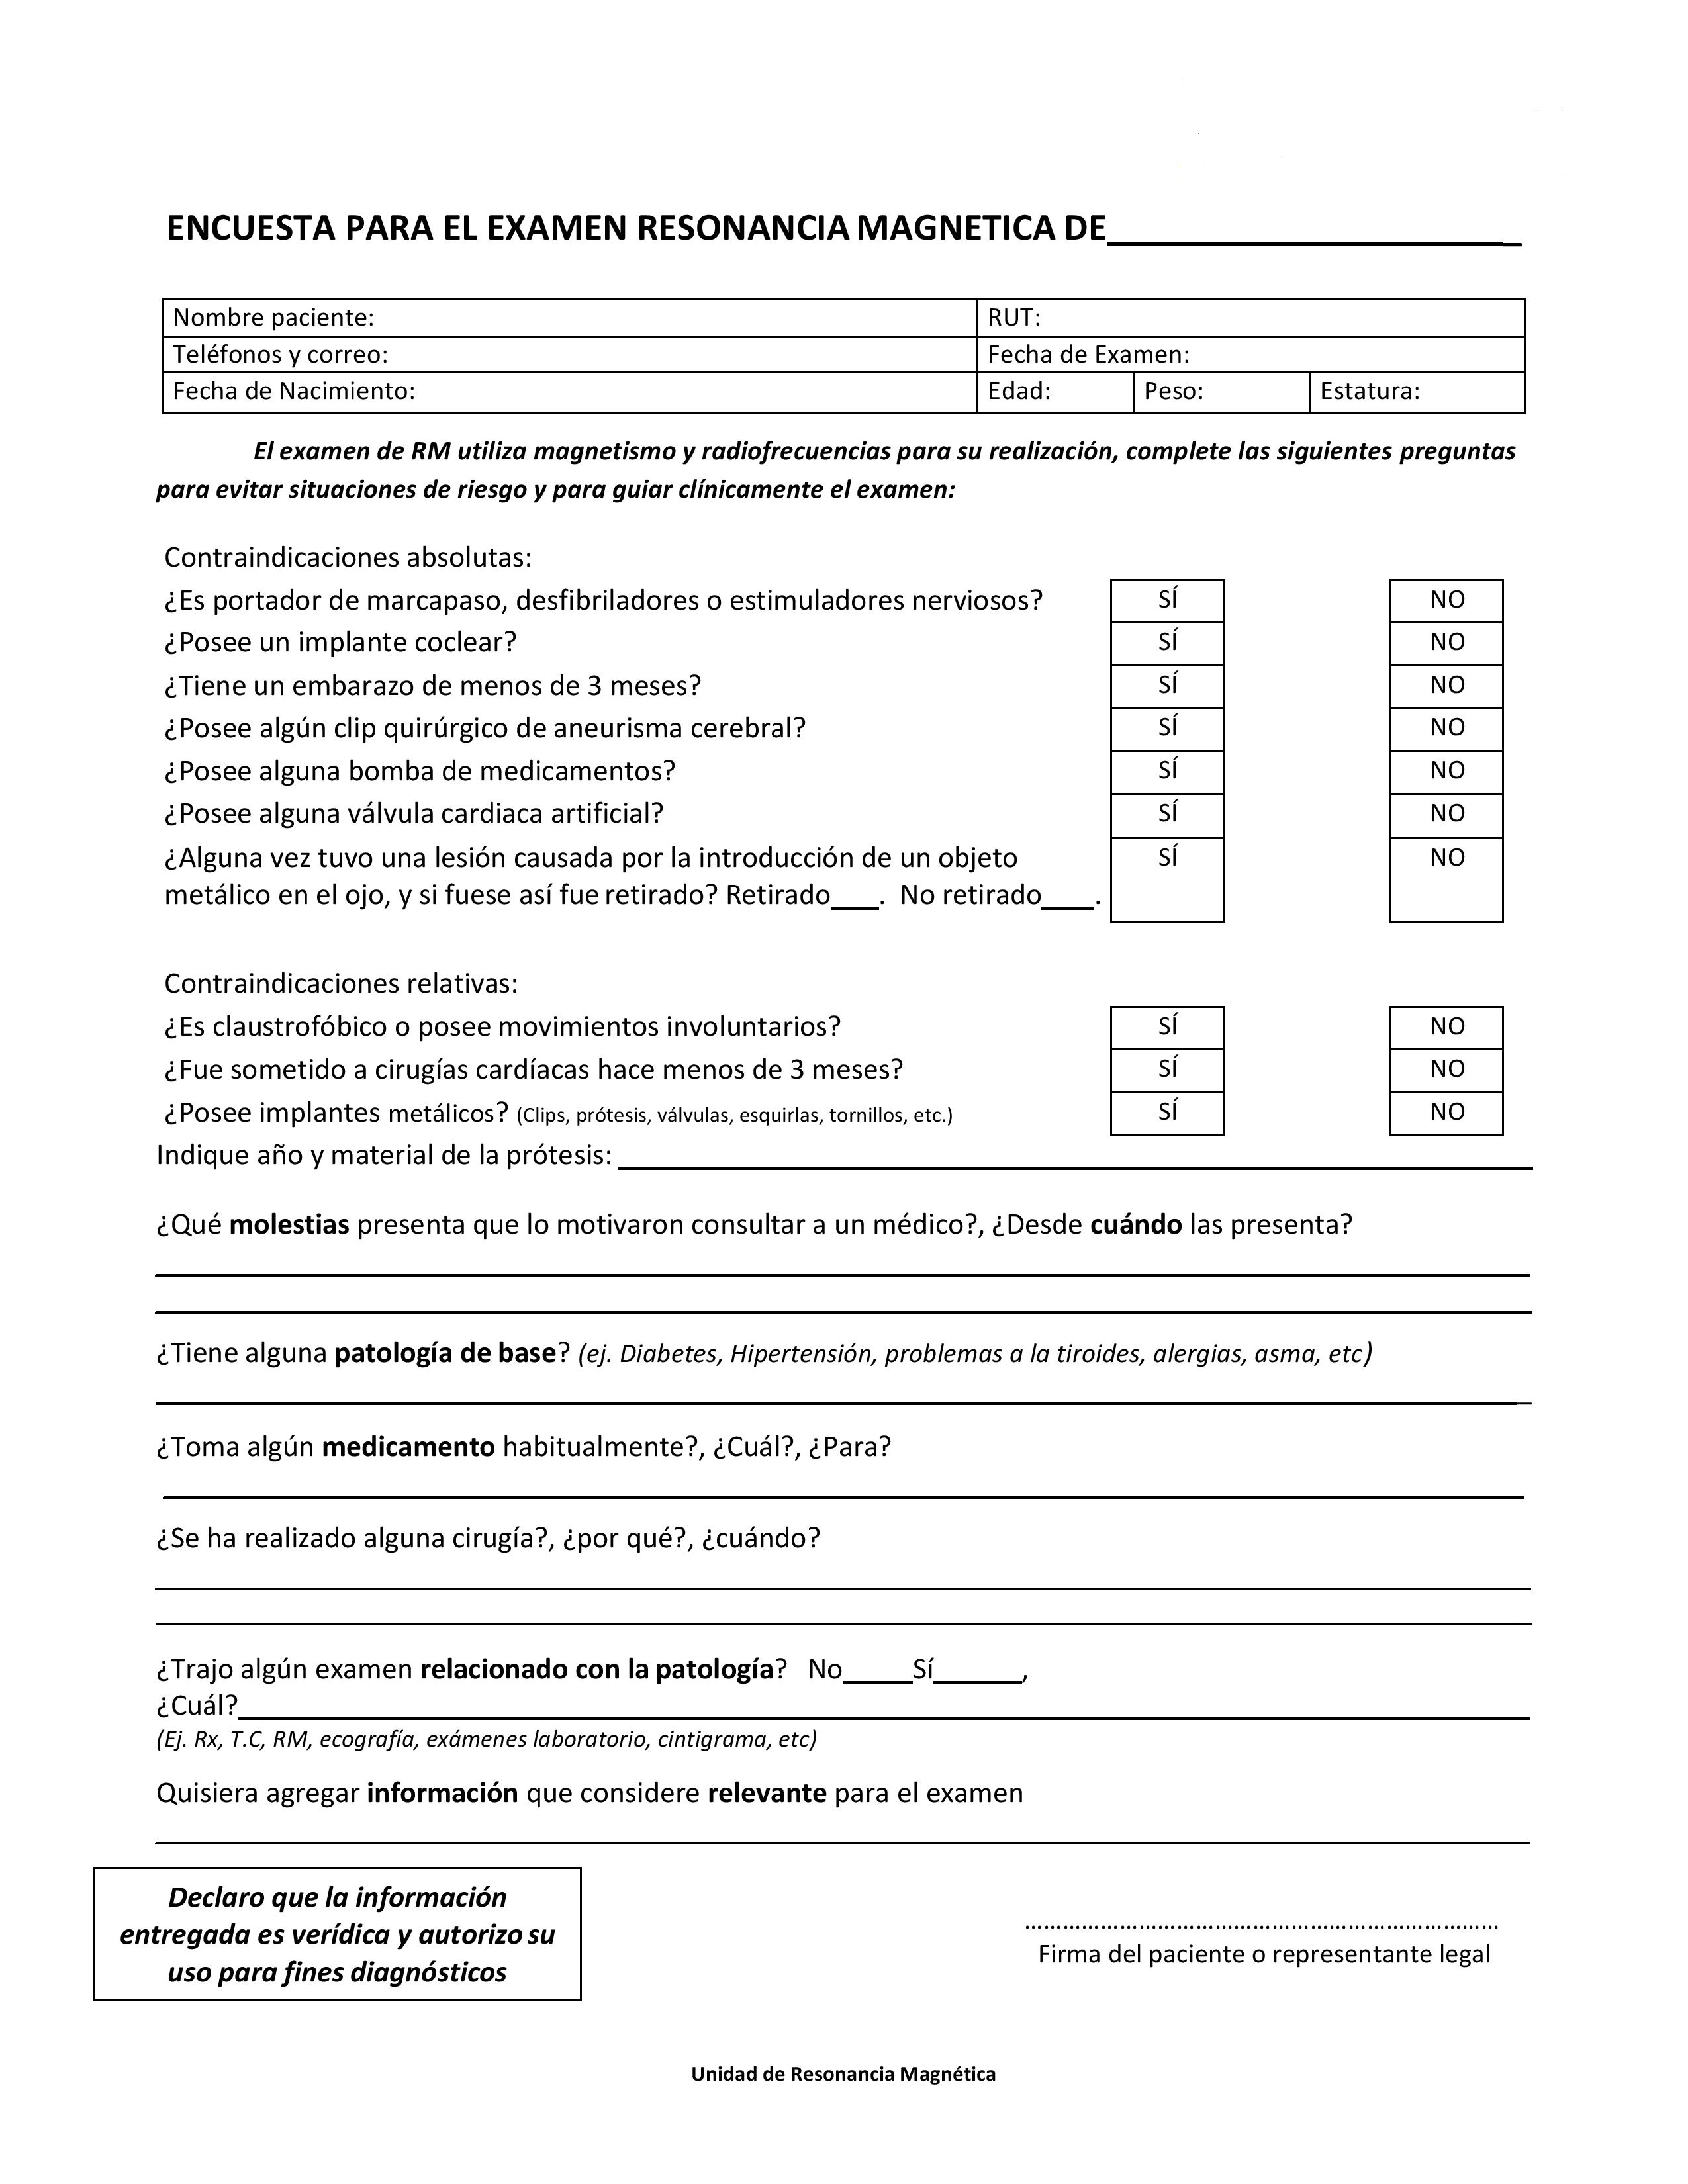 ENCUESTA PARA EL EXAMEN RESONANCIA MAGNETICA DE_______________________
Nombre paciente: RUT:
Teléfonos y correo: Fecha de Examen:
Fecha de Nacimiento: Edad: Peso: Estatura:
El examen de RM utiliza magnetismo y radiofrecuencias para su realización, complete las siguientes preguntas
para evitar situaciones de riesgo y para guiar clínicamente el examen:
Contraindicaciones absolutas:
¿Es portador de marcapaso, desfibriladores o estimuladores nerviosos? SÍ NO
¿Posee un implante coclear? SÍ NO
¿Tiene un embarazo de menos de 3 meses? SÍ NO
¿Posee algún clip quirúrgico de aneurisma cerebral? SÍ NO
¿Posee alguna bomba de medicamentos? SÍ NO
¿Posee alguna válvula cardiaca artificial? SÍ NO
¿Alguna vez tuvo una lesión causada por la introducción de un objeto SÍ NO
metálico en el ojo, y si fuese así fue retirado? Retirado___. No retirado___.
Contraindicaciones relativas:
¿Es claustrofóbico o posee movimientos involuntarios? SÍ NO
¿Fue sometido a cirugías cardíacas hace menos de 3 meses? SÍ NO
¿Posee implantes metálicos? (Clips, prótesis, válvulas, esquirlas, tornillos, etc.) SÍ NO
Indique año y material de la prótesis:
¿Qué molestias presenta que lo motivaron consultar a un médico?, ¿Desde cuándo las presenta?
¿Tiene alguna patología de base? (ej. Diabetes, Hipertensión, problemas a la tiroides, alergias, asma, etc)
¿Toma algún medicamento habitualmente?, ¿Cuál?, ¿Para?
¿Se ha realizado alguna cirugía?, ¿por qué?, ¿cuándo?
¿Trajo algún examen relacionado con la patología? No_____Sí______,
¿Cuál?
(Ej. Rx, T.C, RM, ecografía, exámenes laboratorio, cintigrama, etc)
Quisiera agregar información que considere relevante para el examen
Declaro que la información
entregada es verídica y autorizo su
uso para fines diagnósticos
……………………………………………………………
Firma del paciente o representante legal
Unidad de Resonancia Magnética